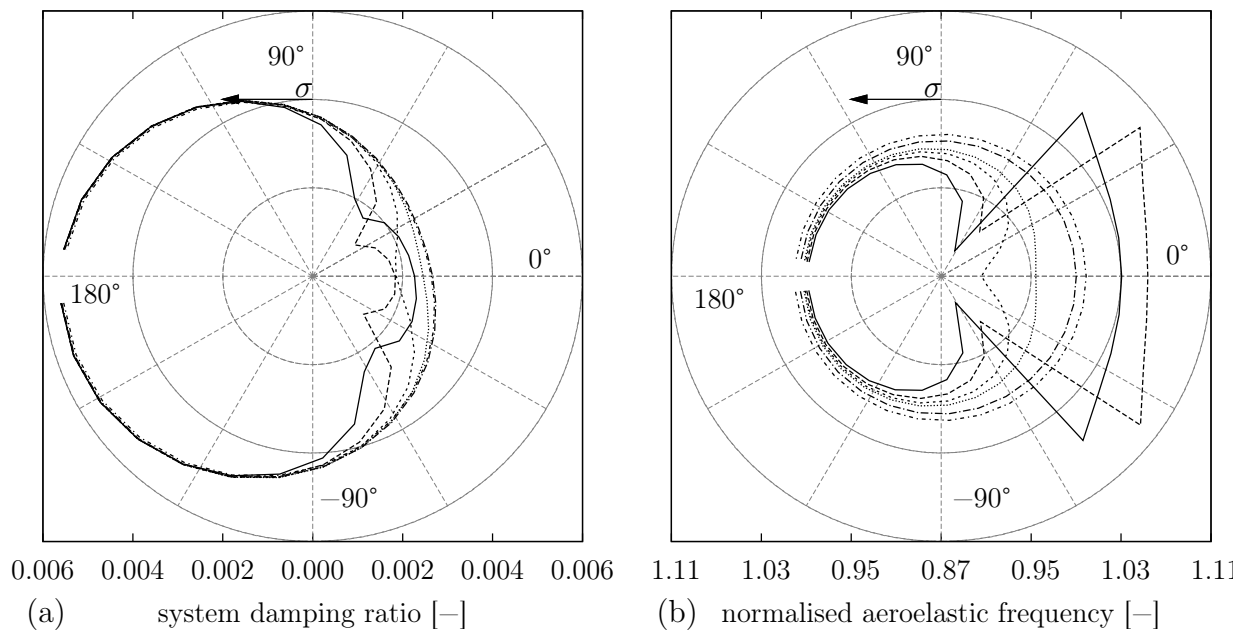 90°
σ
0°
180°
−90°
0.006 0.004 0.002 0.000 0.002 0.004 0.006
(a) system damping ratio [–]
90°
σ
0°
180°
−90°
1.11 1.03 0.95 0.87 0.95 1.03 1.11
(b) normalised aeroelastic frequency [–]